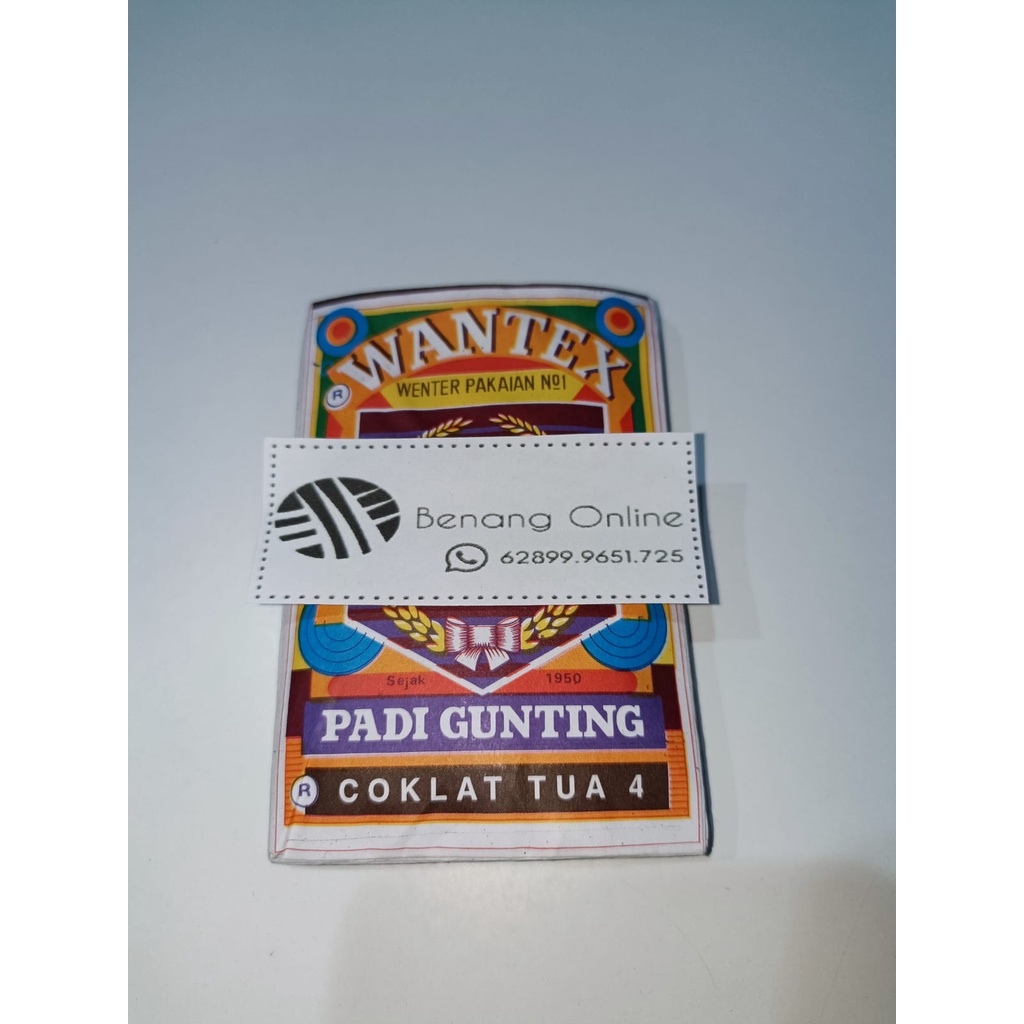 WANTEX
WENTER PAKAIAN №1
R
Benang Online
62899.9651.725
Sejak 1950
PADI GUNTING
R COKLAT TUA 4